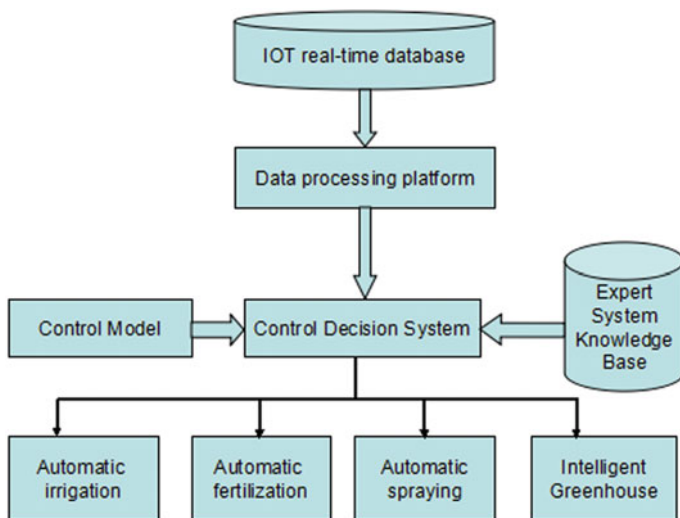 IOT real-time database
Data processing platform
Control Model
Control Decision System
Expert
System
Knowledge
Base
Automatic
irrigation
Automatic
fertilization
Automatic
spraying
Intelligent
Greenhouse